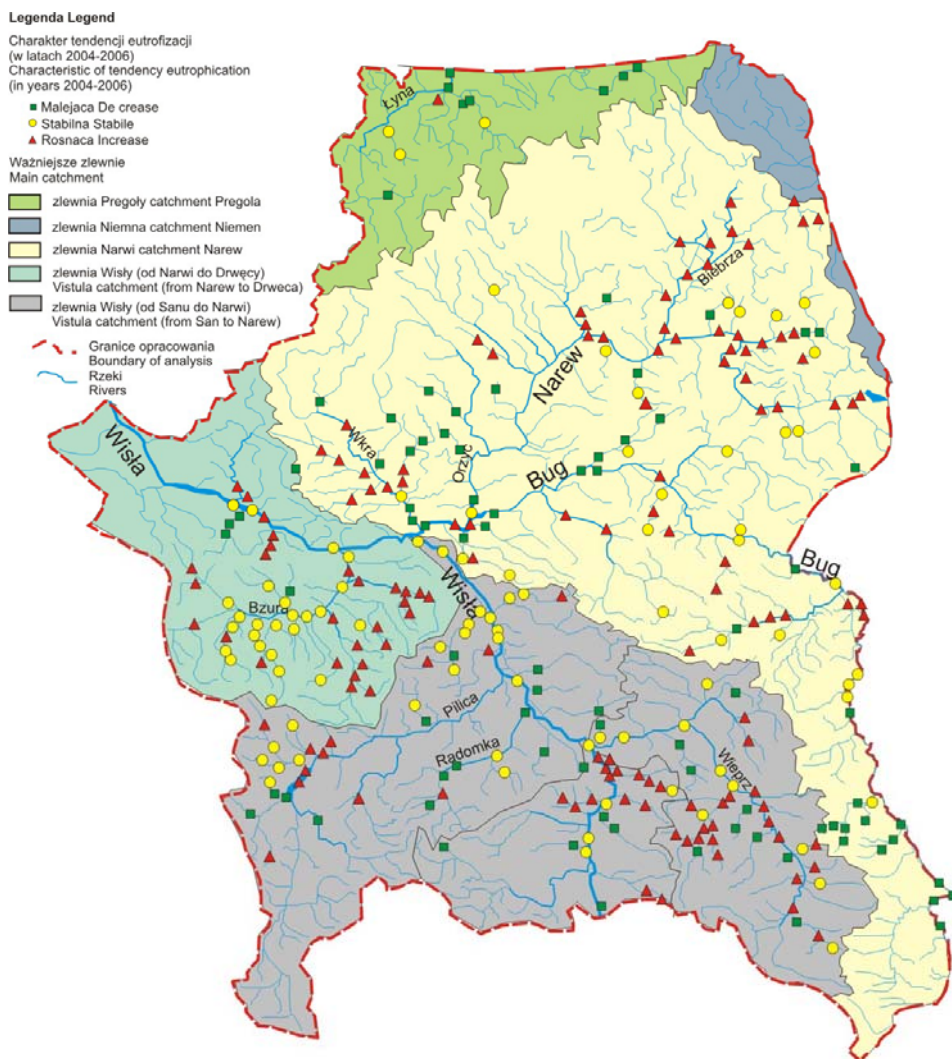 Legenda Legend
Charakter tendencji eutrofizacji
(w latach 2004-2006)
Characteristic of tendency eutrophication
(in years 2004-2006)
Malejaca De crease
Stabilna Stabile
Rosnaca Increase
Ważniejsze zlewnie
Main catchment
zlewnia Pregoły catchment Pregola
zlewnia Niemna catchment Niemen
zlewnia Narwi catchment Narew
zlewnia Wisły (od Narwi do Drwęcy)
Vistula catchment (from Narew to Drweca)
zlewnia Wisły (od Sanu do Narwi)
Vistula catchment (from San to Narew)
Granice opracowania
Boundary of analysis
Rzeki
Rivers
Łyna
Biebrza
Narew
Wisła
Wkra
Orzyc
Bug
Bug
Wisła
Bzura
Pilica
Radomka
Wieprz